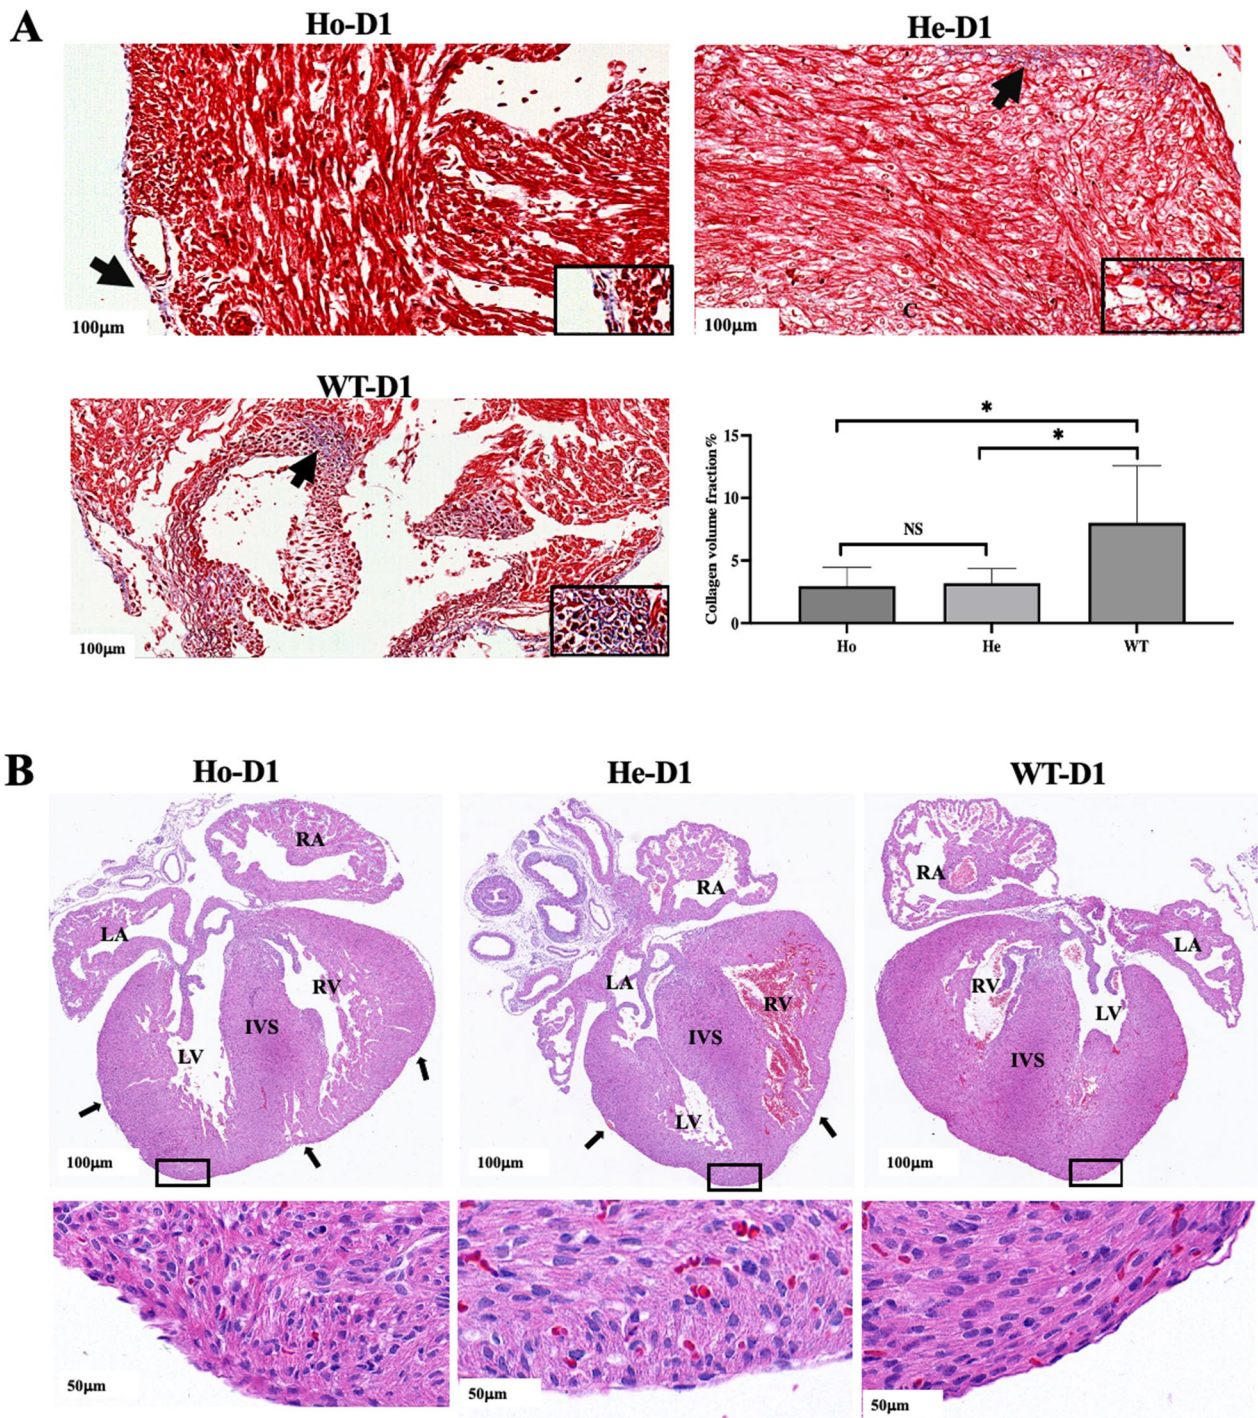 A
Ho-D1
He-D1
100μm
C
100μm
WT-D1
100μm
*
*
NS
Collagen volume fraction%
15
10
5
0
Ho
He
WT
B
Ho-D1
He-D1
WT-D1
RA
LA
RV
IVS
LV
100μm
RA
LA
RV
IVS
LV
100μm
RA
LA
RV
LV
IVS
100μm
50μm
50μm
50μm